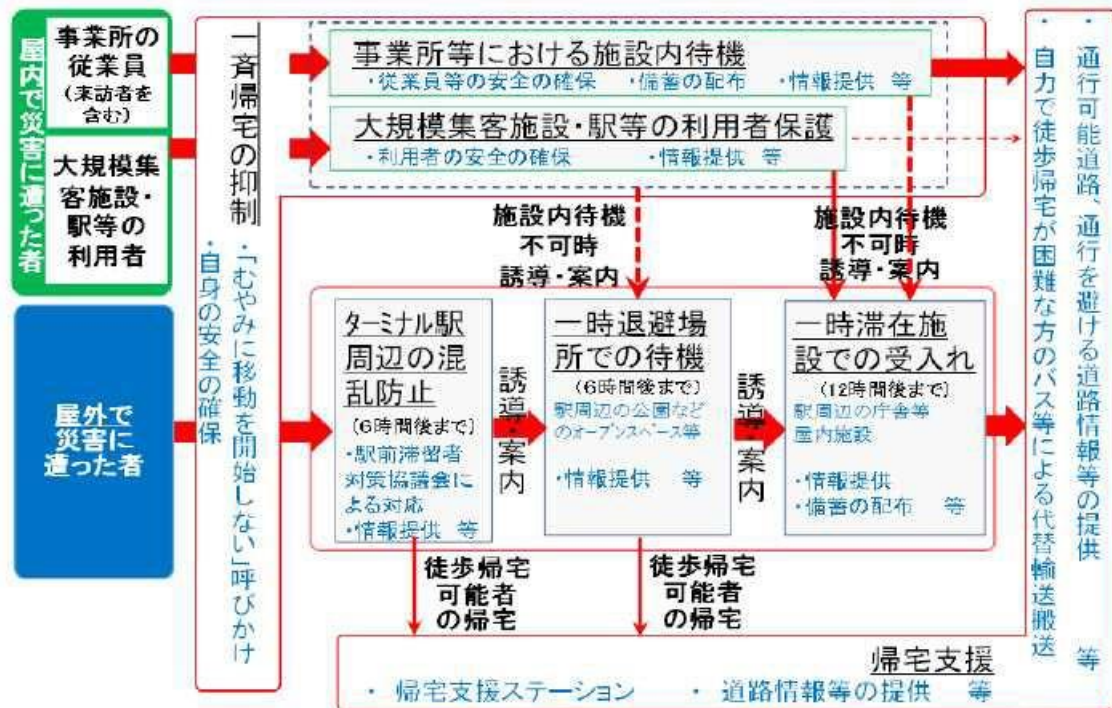 屋内で災害に遭った者
事業所の
従業員
(来訪者を
含む)
大規模集
客施設・
駅等の
利用者
屋外で
災害に
遭った者
一斉帰宅の抑制
・「むやみに移動を開始しない」呼びかけ
・自身の安全の確保
事業所等における施設内待機
・従業員等の安全の確保 ・備蓄の配布 ・情報提供 等
大規模集客施設・駅等の利用者保護
・利用者の安全の確保 ・情報提供 等
施設内待機
不可時
誘導・案内
施設内待機
不可時
誘導・案内
ターミナル駅
周辺の混
乱防止
(6時間後まで)
・駅前滞留者
対策協議会に
よる対応
・情報提供 等
誘導・案内
一時退避場
所での待機
(6時間後まで)
駅周辺の公園など
のオープンスペース等
・情報提供 等
誘導・案内
一時滞在施
設での受入れ
(12時間後まで)
駅周辺の庁舎等
屋内施設
・情報提供
・備蓄の配布 等
徒歩帰宅
可能者
の帰宅
徒歩帰宅
可能者
の帰宅
帰宅支援
・ 帰宅支援ステーション ・ 道路情報等の提供 等
・ 通行可能道路、通行を避ける道路情報等の提供 等
・ 自力で徒歩帰宅が困難な方のバス等による代替輸送搬送